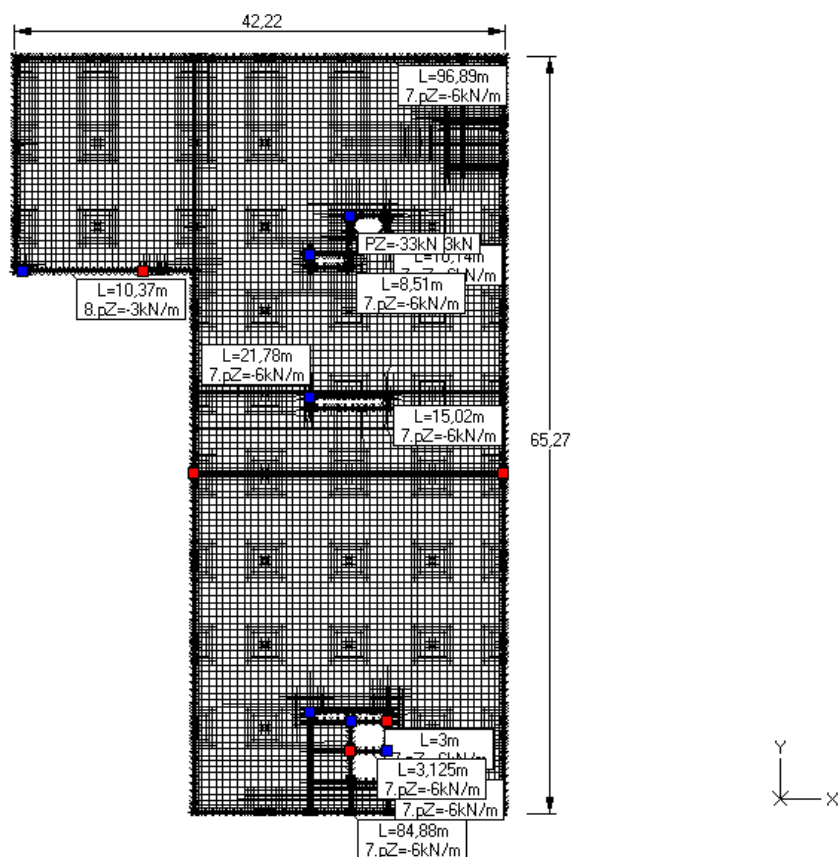 42,22
L=96,89m
7.pZ=-6kN/m
PZ=-33kN
3kN
L=8,51m
7.pZ=-6kN/m
L=10,37m
8.pZ=-3kN/m
L=21,78m
7.pZ=-6kN/m
L=15,02m
7.pZ=-6kN/m
65,27
L=3m
L=3,125m
7.pZ=-6kN/m
7.pZ=-6kN/m
L=84,88m
7.pZ=-6kN/m
Y
X